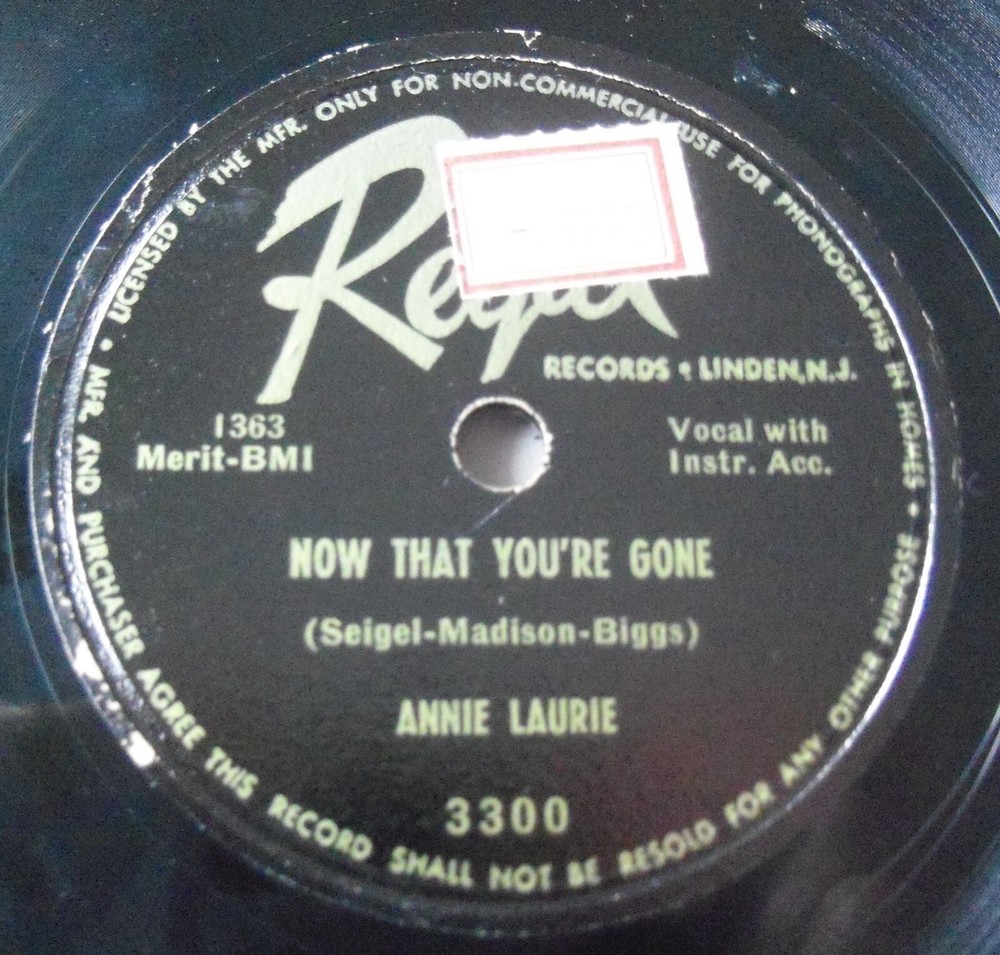 LICENSED BY THE MFR. ONLY FOR NON-COMMERCIAL USE FOR PHONOGRAPHS IN HOMES •
MFR. AND PURCHASER AGREE THIS RECORD SHALL NOT BE RESOLD FOR ANY OTHER PURPOSE •
Regal
RECORDS • LINDEN, N.J.
1363
Merit-BMI
Vocal with
Instr. Acc.
NOW THAT YOU'RE GONE
(Seigel-Madison-Biggs)
ANNIE LAURIE
3300